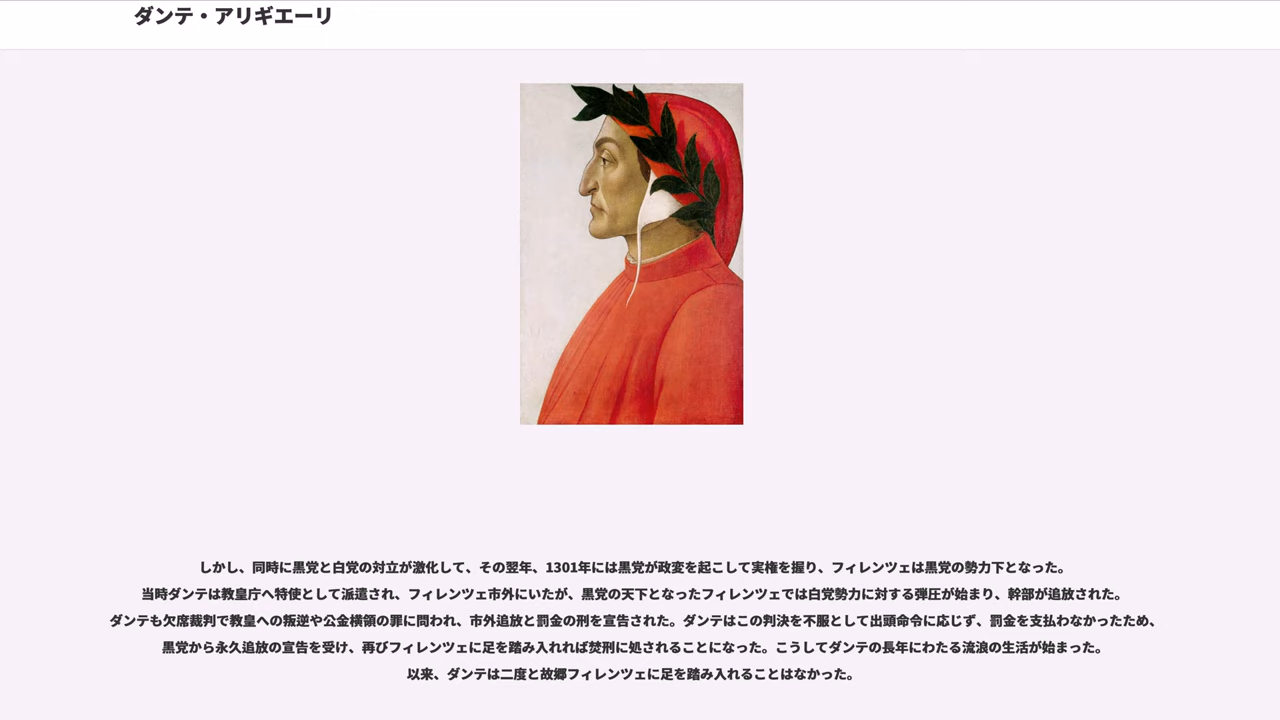 ダンテ・アリギエーリ
しかし、同時に黒党と白党の対立が激化して、その翌年、1301年には黒党が政変を起こして実権を握り、フィレンツェは黒党の勢力下となった。
当時ダンテは教皇庁へ特使として派遣され、フィレンツェ市外にいたが、黒党の天下となったフィレンツェでは白党勢力に対する弾圧が始まり、幹部が追放された。
ダンテも欠席裁判で教皇への叛逆や公金横領の罪に問われ、市外追放と罰金の刑を宣告された。ダンテはこの判決を不服として出頭命令に応じず、罰金を支払わなかったため、
黒党から永久追放の宣告を受け、再びフィレンツェに足を踏み入れれば焚刑に処されることになった。こうしてダンテの長年にわたる流浪の生活が始まった。
以来、ダンテは二度と故郷フィレンツェに足を踏み入れることはなかった。